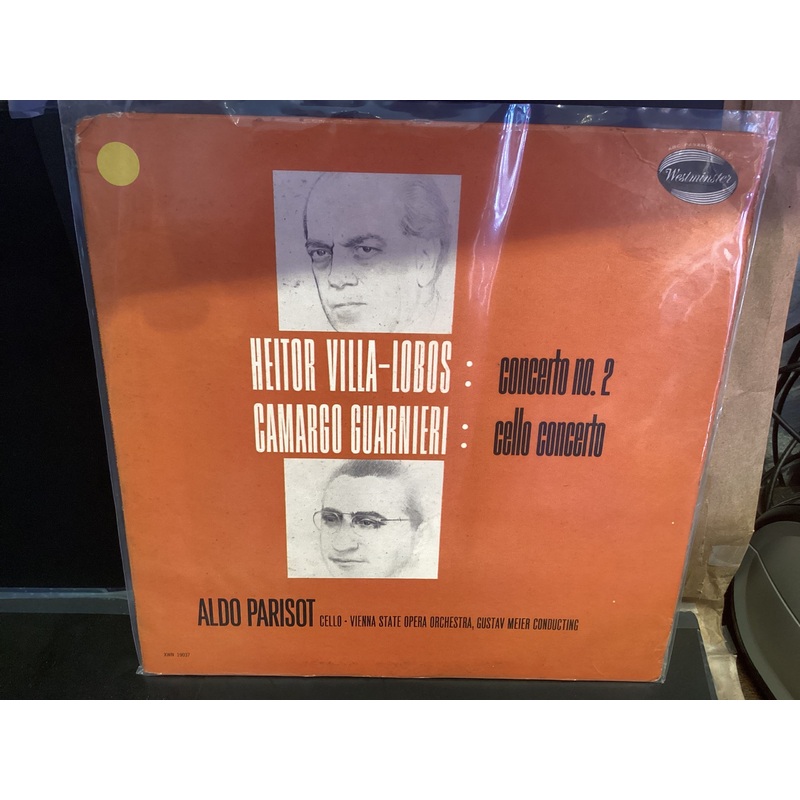 Westminster
HEITOR VILLA-LOBOS : concerto no. 2
CAMARGO GUARNIERI : cello concerto
ALDO PARISOT CELLO - VIENNA STATE OPERA ORCHESTRA, GUSTAV MEIER CONDUCTING